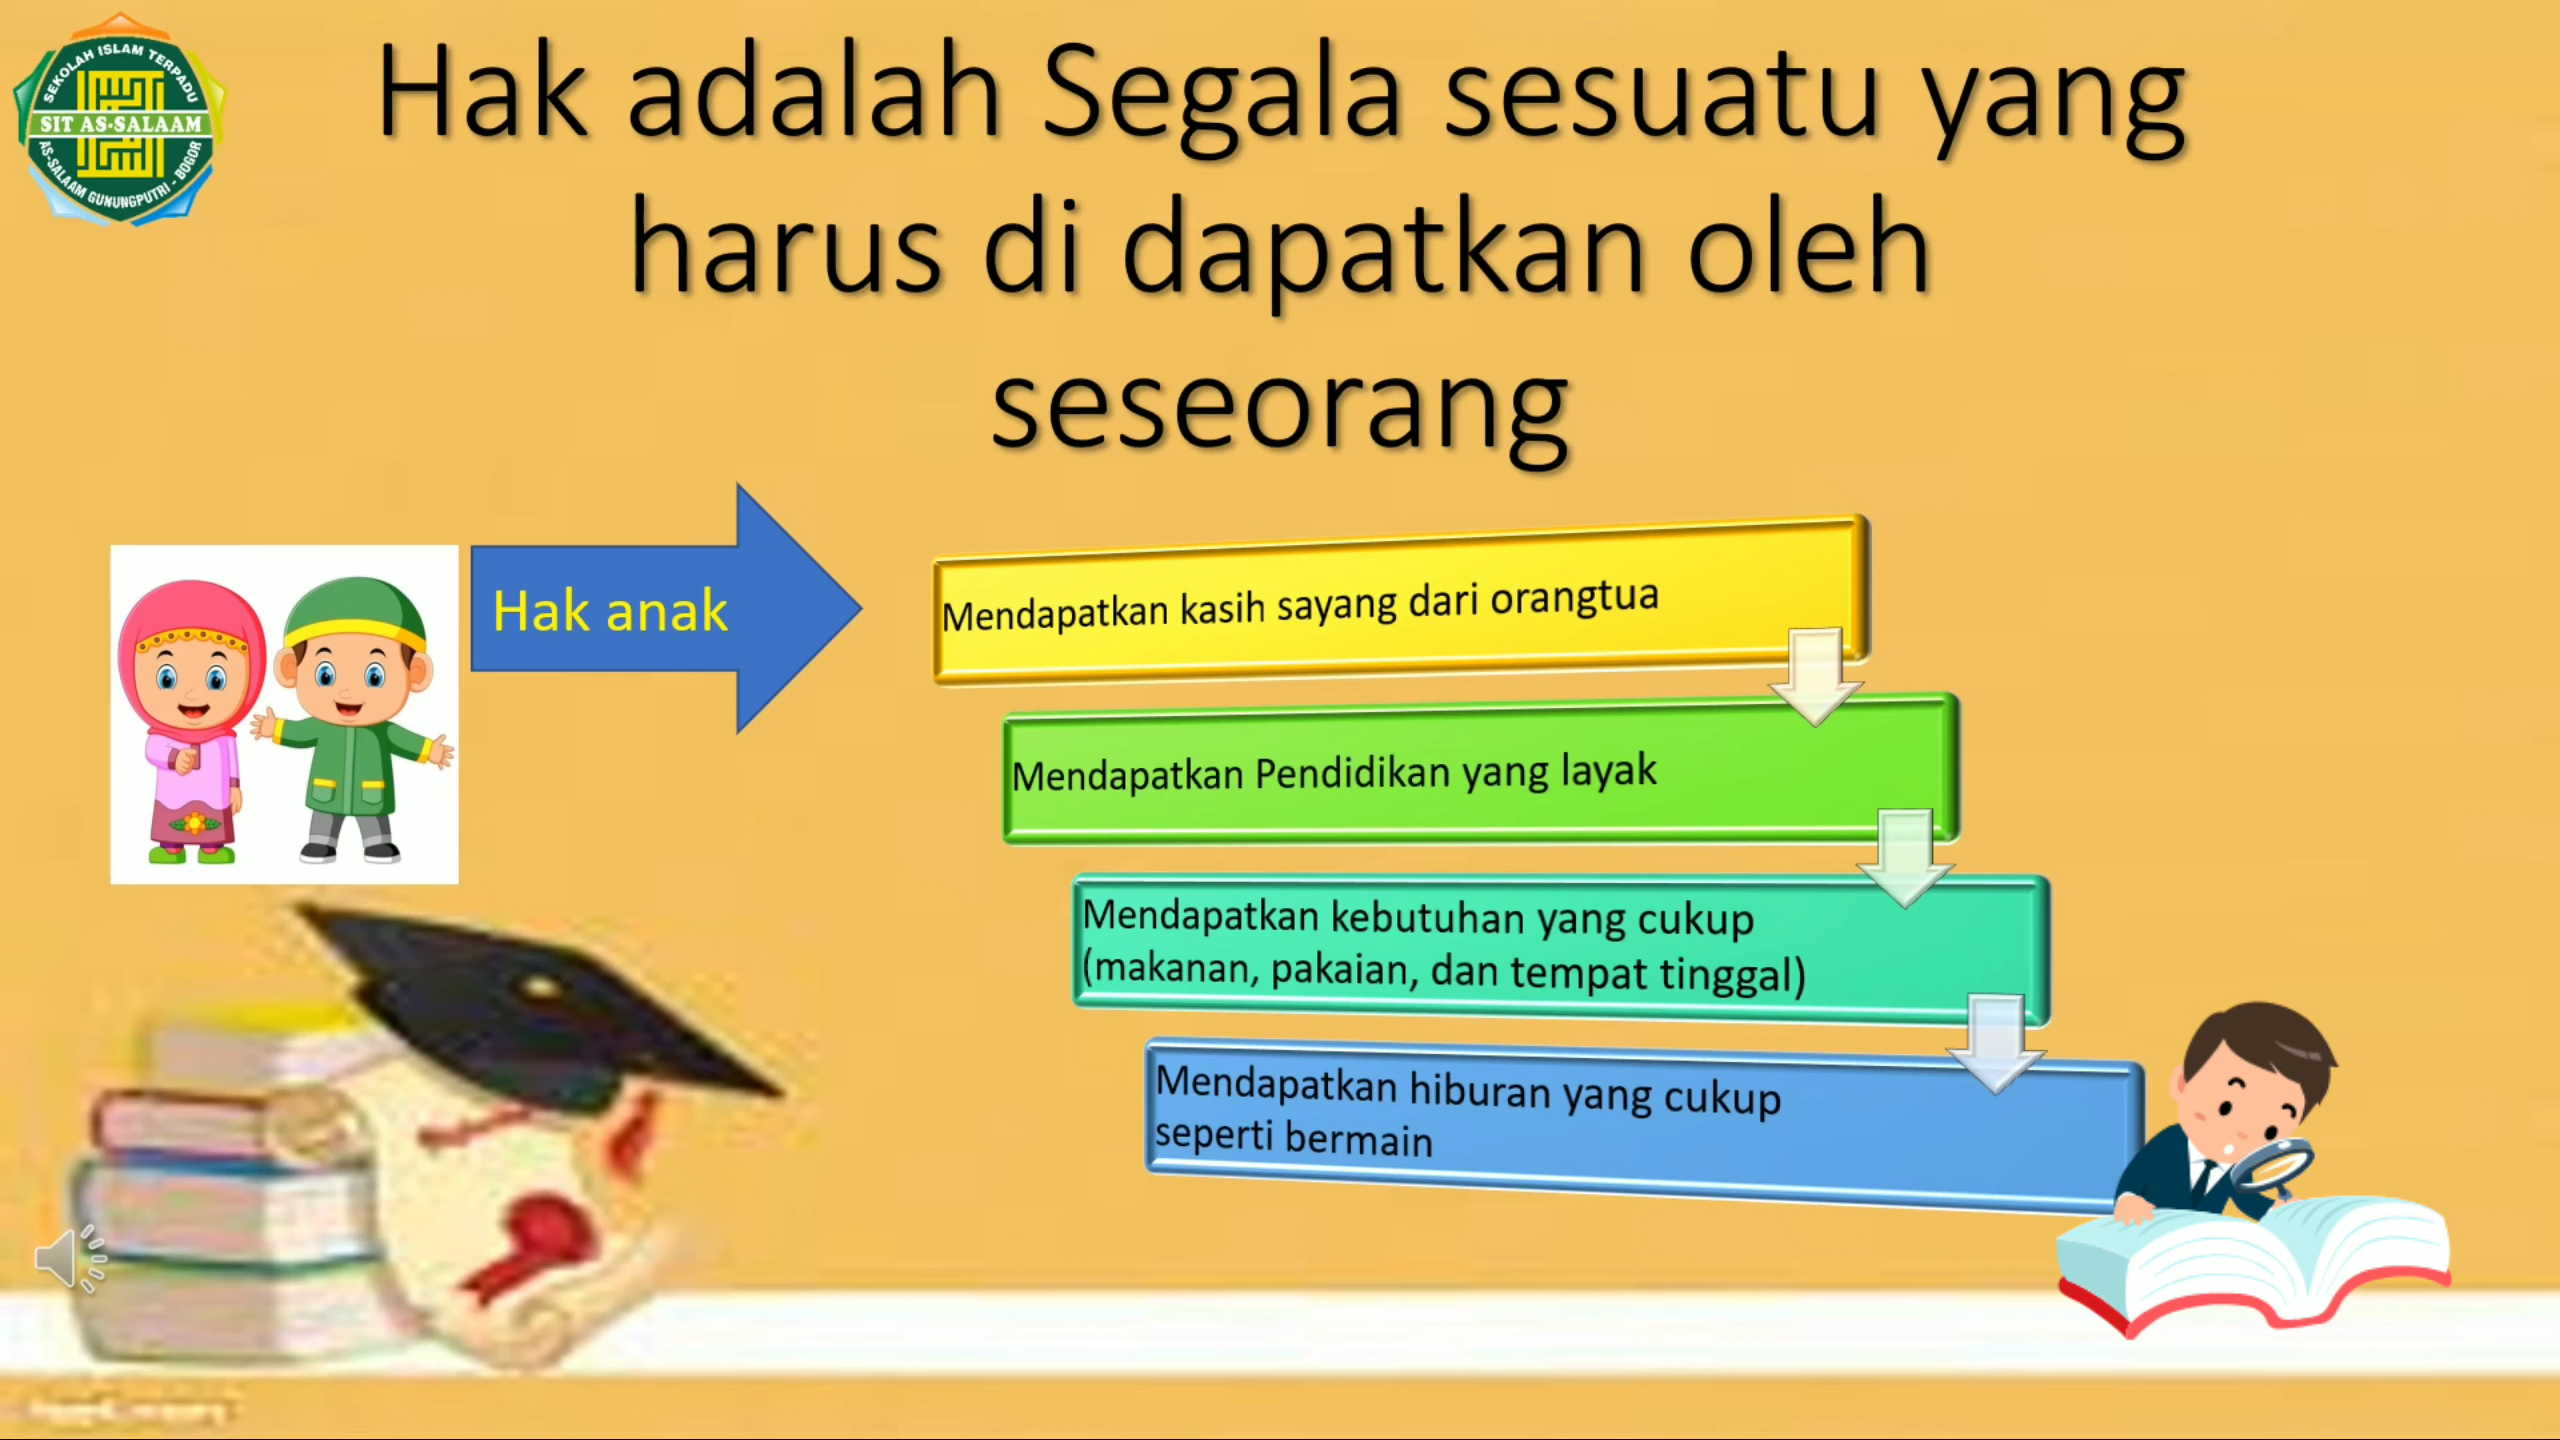 SEKOLAH ISLAM TERPADU
SIT AS-SALAAM
AS-SALAAM GUNUNGPUTRI - BOGOR
Hak adalah Segala sesuatu yang
harus di dapatkan oleh
seseorang
Hak anak
Mendapatkan kasih sayang dari orangtua
Mendapatkan Pendidikan yang layak
Mendapatkan kebutuhan yang cukup
(makanan, pakaian, dan tempat tinggal)
Mendapatkan hiburan yang cukup
seperti bermain